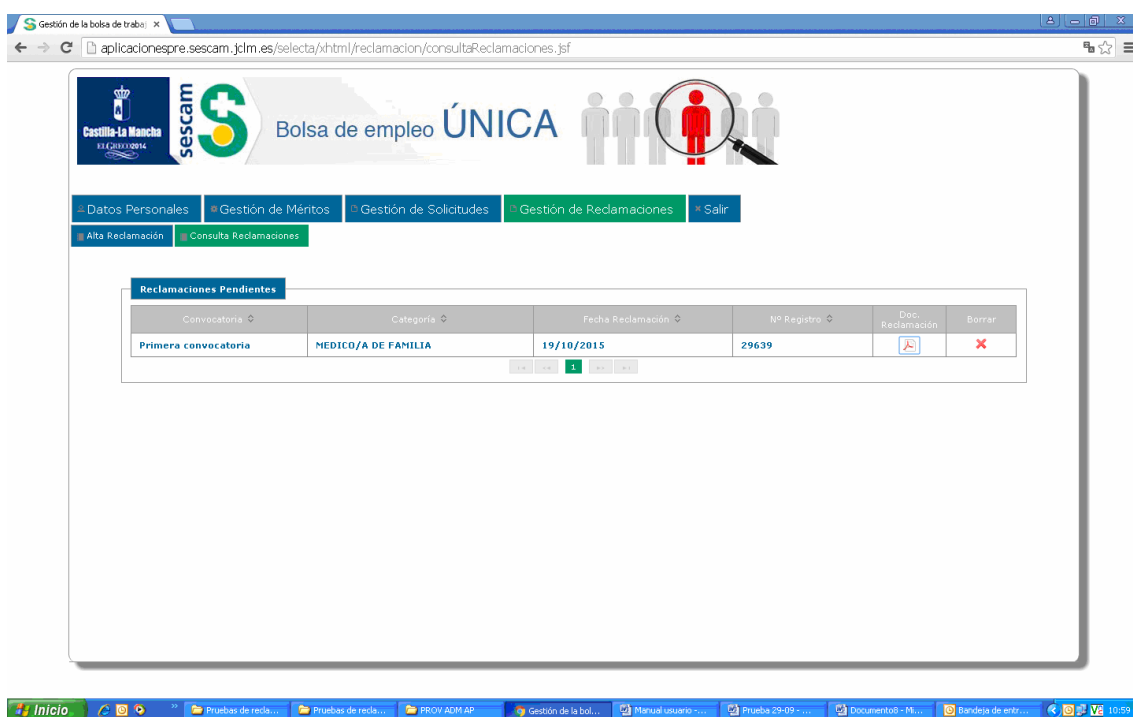 Gestión de la bolsa de traba
aplicacionespre.sescam.jclm.es/selecta/xhtml/reclamacion/consultaReclamaciones.jsf
Castilla-La Mancha
EL GRECO2014
sescam
Bolsa de empleo ÚNICA
Datos Personales Gestión de Méritos Gestión de Solicitudes Gestión de Reclamaciones Salir
Alta Reclamación Consulta Reclamaciones
Reclamaciones Pendientes
Convocatoria Categoría Fecha Reclamación Nº Registro Doc. Reclamación Borrar
Primera convocatoria MEDICO/A DE FAMILIA 19/10/2015 29639
1
Inicio Pruebas de recla... Pruebas de recla... PROV ADM AP Gestión de la bol... Manual usuario -... Prueba 29-09 - ... Documento8 - Mi... Bandeja de entr... 10:59